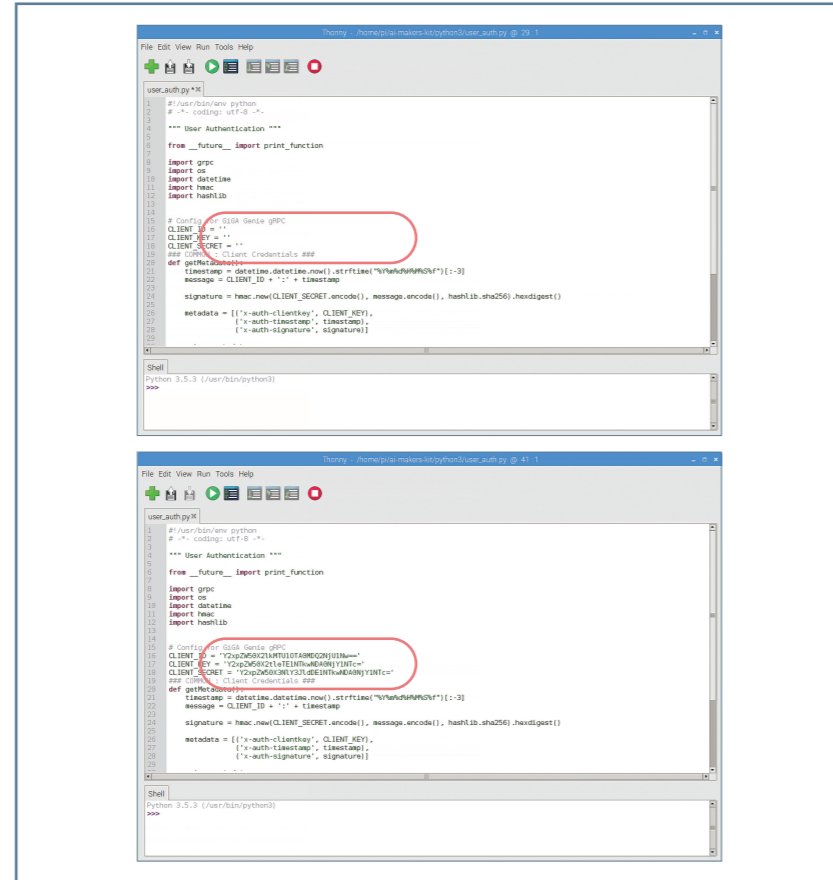 Thonny - /home/pi/ai-makers-kit/python3/user_auth.py @ 29 : 1
File Edit View Run Tools Help
user_auth.py *
1 #!/usr/bin/env python
2 # -*- coding: utf-8 -*-
3
4 """ User Authentication """
5
6 from __future__ import print_function
7
8 import grpc
9 import os
10 import datetime
11 import hmac
12 import hashlib
13
14
15 # Config for GiGA Genie gRPC
16 CLIENT_ID = ''
17 CLIENT_KEY = ''
18 CLIENT_SECRET = ''
19 ### COMMON : Client Credentials ###
20 def getMetadata():
21 timestamp = datetime.datetime.now().strftime("%Y%m%d%H%M%S%f")[:-3]
22 message = CLIENT_ID + ':' + timestamp
23
24 signature = hmac.new(CLIENT_SECRET.encode(), message.encode(), hashlib.sha256).hexdigest()
25
26 metadata = [('x-auth-clientkey', CLIENT_KEY),
27 ('x-auth-timestamp', timestamp),
28 ('x-auth-signature', signature)]
29
Shell
Python 3.5.3 (/usr/bin/python3)
>>>
Thonny - /home/pi/ai-makers-kit/python3/user_auth.py @ 41 : 1
File Edit View Run Tools Help
user_auth.py
1 #!/usr/bin/env python
2 # -*- coding: utf-8 -*-
3
4 """ User Authentication """
5
6 from __future__ import print_function
7
8 import grpc
9 import os
10 import datetime
11 import hmac
12 import hashlib
13
14
15 # Config for GiGA Genie gRPC
16 CLIENT_ID =
17 CLIENT_KEY =
18 CLIENT_SECRET =
19 ### COMMON : Client Credentials ###
20 def getMetadata():
21 timestamp = datetime.datetime.now().strftime("%Y%m%d%H%M%S%f")[:-3]
22 message = CLIENT_ID + ':' + timestamp
23
24 signature = hmac.new(CLIENT_SECRET.encode(), message.encode(), hashlib.sha256).hexdigest()
25
26 metadata = [('x-auth-clientkey', CLIENT_KEY),
27 ('x-auth-timestamp', timestamp),
28 ('x-auth-signature', signature)]
29
Shell
Python 3.5.3 (/usr/bin/python3)
>>>